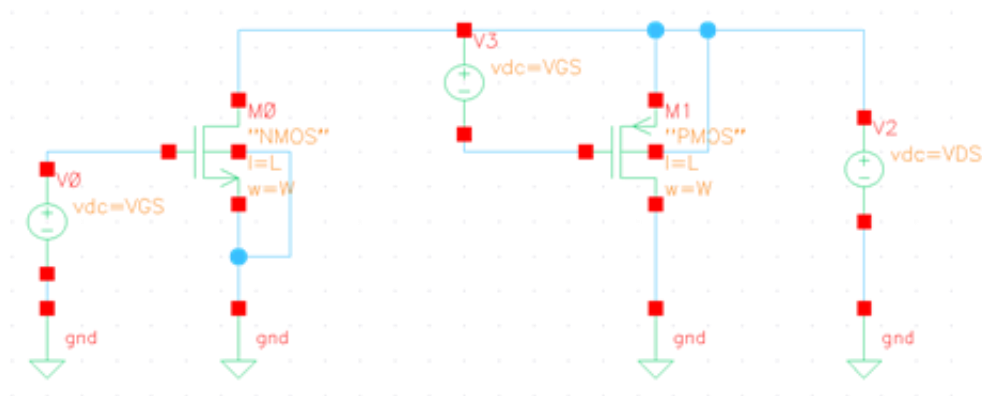 V3
vdc=VGS
M0
"NMOS"
l=L
w=W
M1
"PMOS"
l=L
w=W
V2
vdc=VDS
V0
vdc=VGS
gnd
gnd
gnd
gnd